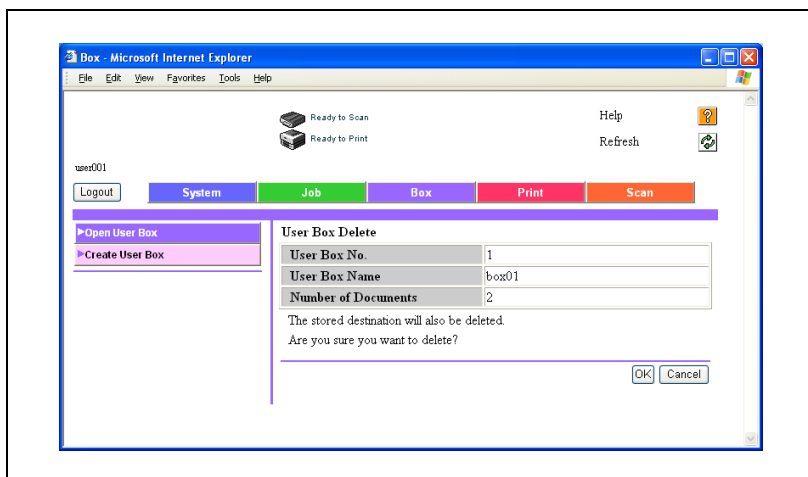 Box - Microsoft Internet Explorer
File Edit View Favorites Tools Help
Ready to Scan
Help
Ready to Print
Refresh
user001
Logout System Job Box Print Scan
Open User Box
Create User Box
User Box Delete
User Box No. 1
User Box Name box01
Number of Documents 2
The stored destination will also be deleted.
Are you sure you want to delete?
OK Cancel